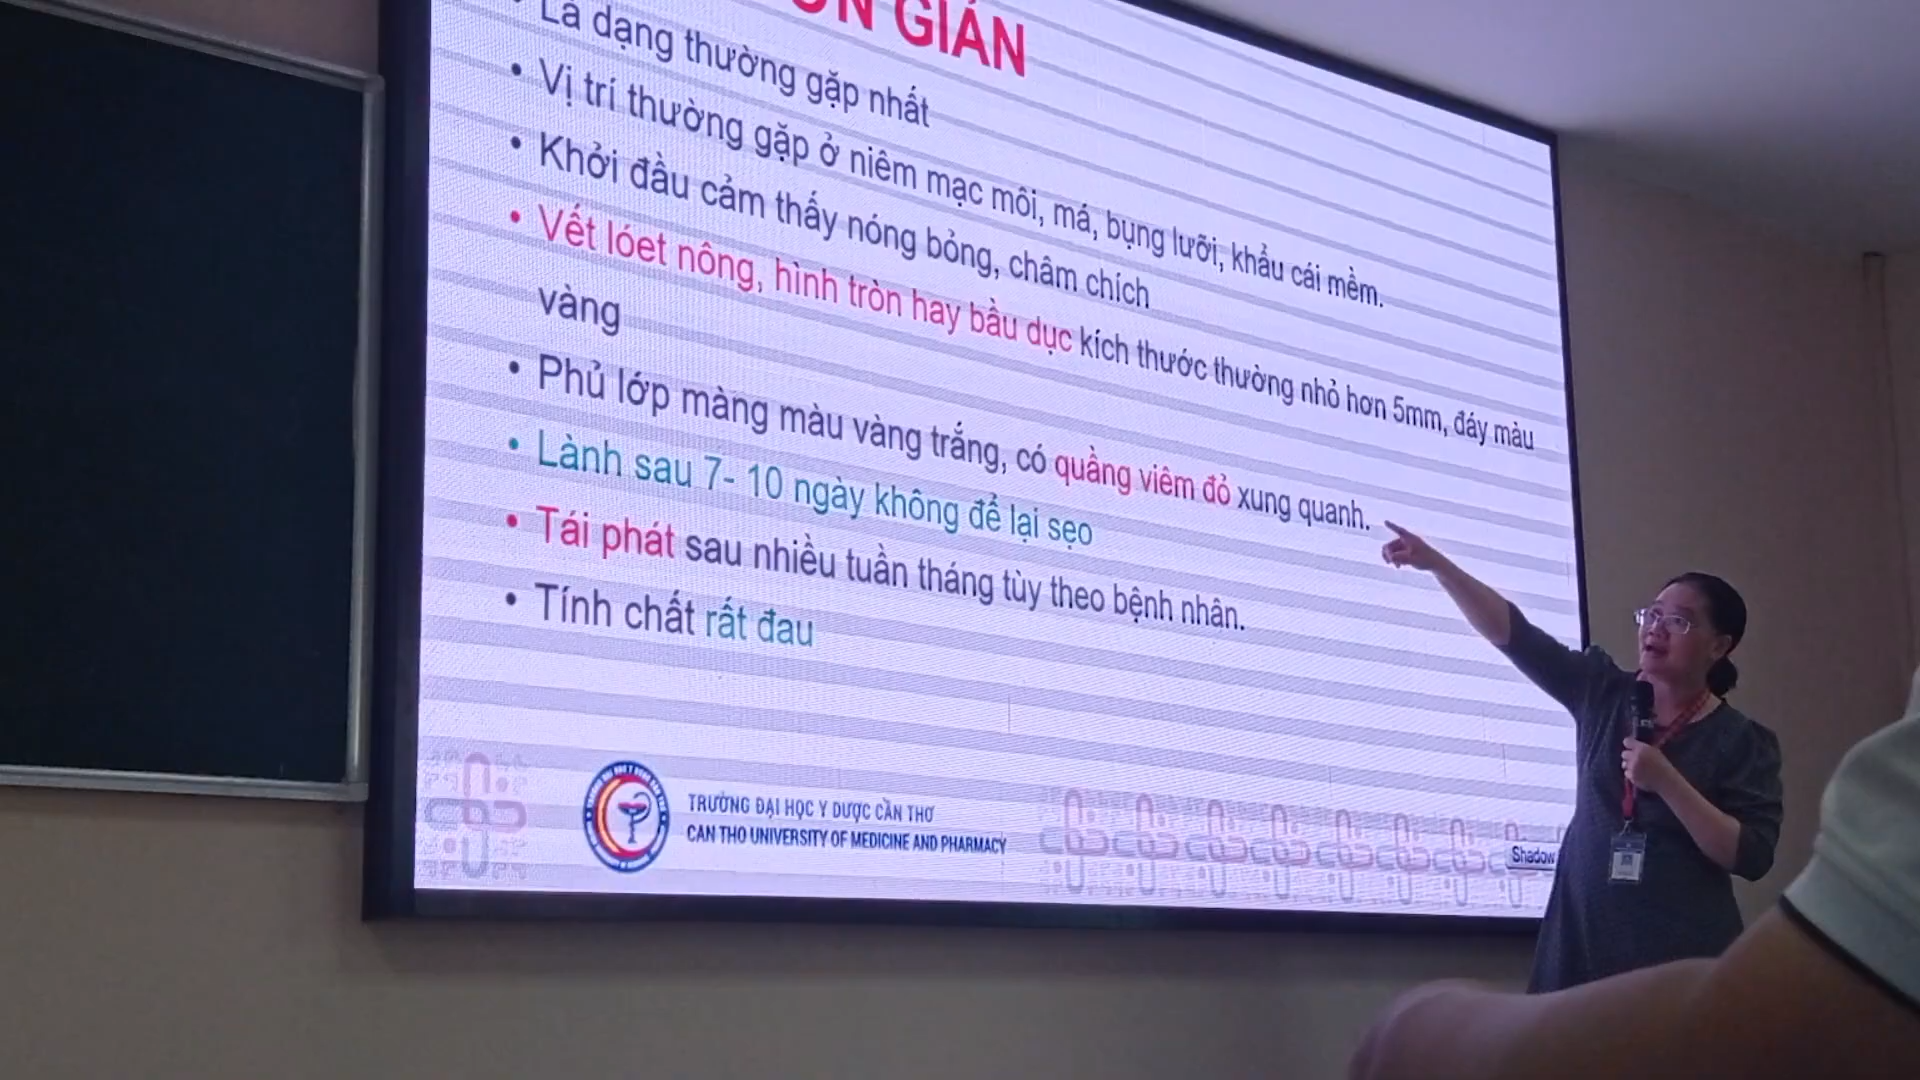 GIẢN
• Là dạng thường gặp nhất
• Vị trí thường gặp ở niêm mạc môi, má, bụng lưỡi, khẩu cái mềm.
• Khởi đầu cảm thấy nóng bỏng, châm chích
• Vết lóet nông, hình tròn hay bầu dục kích thước thường nhỏ hơn 5mm, đáy màu
vàng
• Phủ lớp màng màu vàng trắng, có quầng viêm đỏ xung quanh.
• Lành sau 7- 10 ngày không để lại sẹo
• Tái phát sau nhiều tuần tháng tùy theo bệnh nhân.
• Tính chất rất đau
TRƯỜNG ĐẠI HỌC Y DƯỢC CẦN THƠ
CAN THO UNIVERSITY OF MEDICINE AND PHARMACY
Shadow